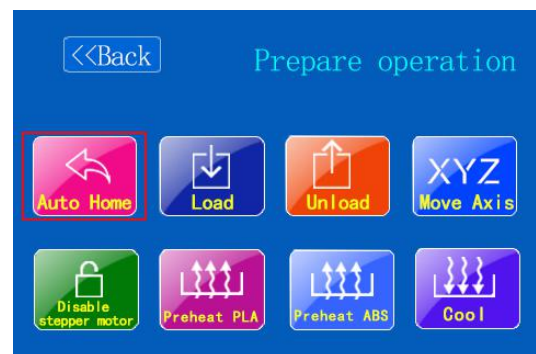 <<Back
Prepare operation
Auto Home
Load
Unload
XYZ
Move Axis
Disable
stepper motor
Preheat PLA
Preheat ABS
Cool